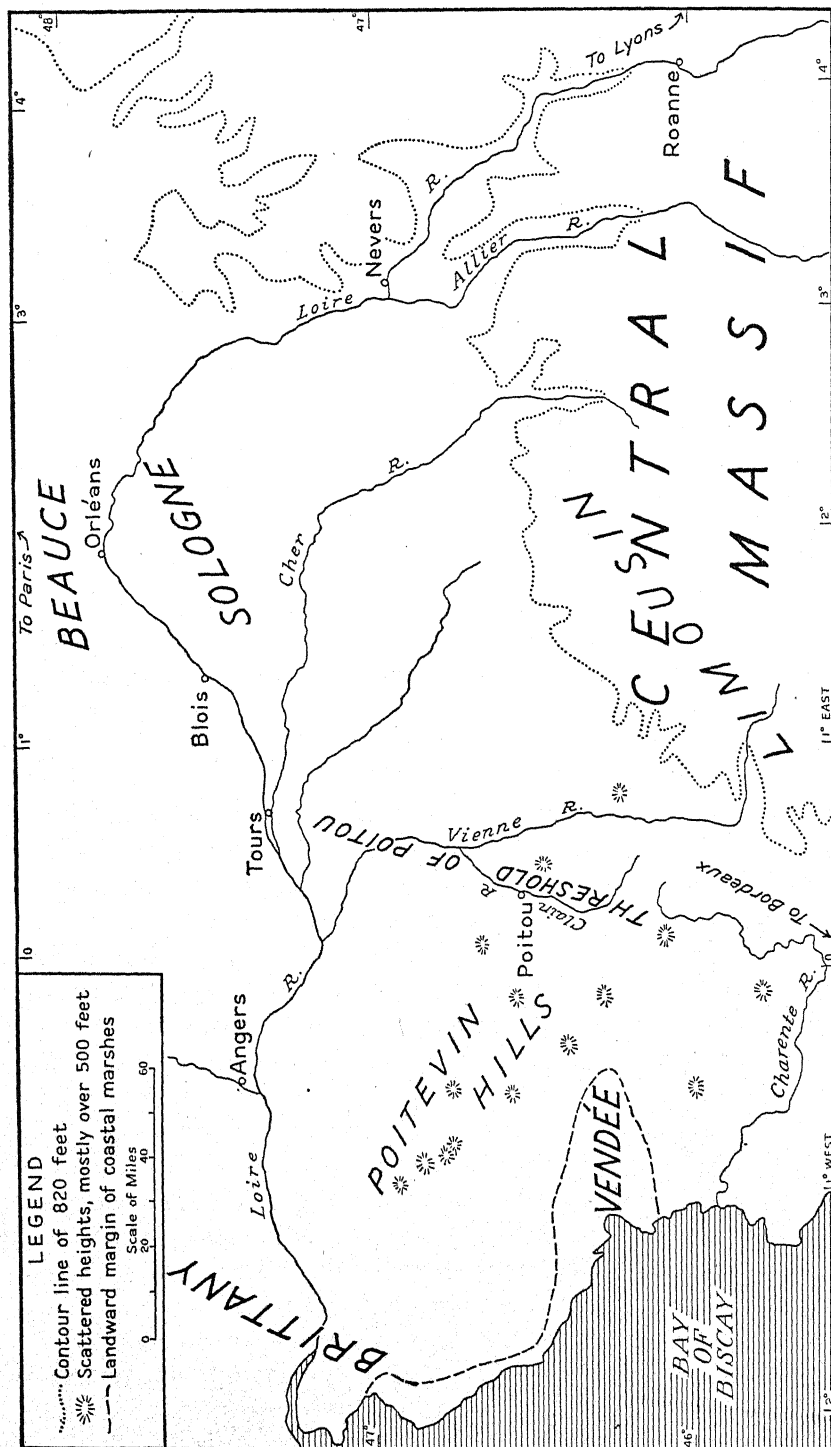 LEGEND
Contour line of 820 feet
Scattered heights, mostly over 500 feet
Landward margin of coastal marshes
Scale of Miles
0 20 40 60
48
47
47
46
2°
1° WEST
0
0
1°
1° EAST
2°
3°
3°
4°
4°
To Paris
BEAUCE
Orléans
SOLOGNE
Blois
Tours
Angers
Loire
R.
BRITTANY
Loire
Nevers
R.
Allier
R.
To Lyons
Roanne
Cher
R.
Vienne
R.
THRESHOLD
OF POITOU
R
Clain
Poitou
POITEVIN
HILLS
VENDÉE
LIMOUSIN
CENTRAL
MASSIF
Charente
R.
To Bordeaux
BAY
OF
BISCAY